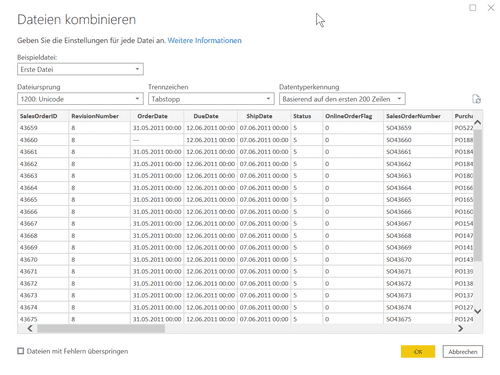 Dateien kombinieren
Geben Sie die Einstellungen für jede Datei an. Weitere Informationen
Beispieldatei:
Erste Datei
Dateiursprung Trennzeichen Datentyperkennung
1200: Unicode Tabstopp Basierend auf den ersten 200 Zeilen
SalesOrderID RevisionNumber OrderDate DueDate ShipDate Status OnlineOrderFlag SalesOrderNumber Purcha
43659 8 31.05.2011 00:00 12.06.2011 00:00 07.06.2011 00:00 5 0 SO43659 PO522
43660 8 --- 12.06.2011 00:00 07.06.2011 00:00 5 0 SO43660 PO188
43661 8 31.05.2011 00:00 12.06.2011 00:00 07.06.2011 00:00 5 0 SO43661 PO184
43662 8 31.05.2011 00:00 12.06.2011 00:00 07.06.2011 00:00 5 0 SO43662 PO184
43663 8 31.05.2011 00:00 12.06.2011 00:00 07.06.2011 00:00 5 0 SO43663 PO180
43664 8 31.05.2011 00:00 12.06.2011 00:00 07.06.2011 00:00 5 0 SO43664 PO166
43665 8 31.05.2011 00:00 12.06.2011 00:00 07.06.2011 00:00 5 0 SO43665 PO165
43666 8 31.05.2011 00:00 12.06.2011 00:00 07.06.2011 00:00 5 0 SO43666 PO160
43667 8 31.05.2011 00:00 12.06.2011 00:00 07.06.2011 00:00 5 0 SO43667 PO154
43668 8 31.05.2011 00:00 12.06.2011 00:00 07.06.2011 00:00 5 0 SO43668 PO147
43669 8 31.05.2011 00:00 12.06.2011 00:00 07.06.2011 00:00 5 0 SO43669 PO141
43670 8 31.05.2011 00:00 12.06.2011 00:00 07.06.2011 00:00 5 0 SO43670 PO143
43671 8 31.05.2011 00:00 12.06.2011 00:00 07.06.2011 00:00 5 0 SO43671 PO139
43672 8 31.05.2011 00:00 12.06.2011 00:00 07.06.2011 00:00 5 0 SO43672 PO138
43673 8 31.05.2011 00:00 12.06.2011 00:00 07.06.2011 00:00 5 0 SO43673 PO137
43674 8 31.05.2011 00:00 12.06.2011 00:00 07.06.2011 00:00 5 0 SO43674 PO127
43675 8 31.05.2011 00:00 12.06.2011 00:00 07.06.2011 00:00 5 0 SO43675 PO124
Dateien mit Fehlern überspringen OK Abbrechen